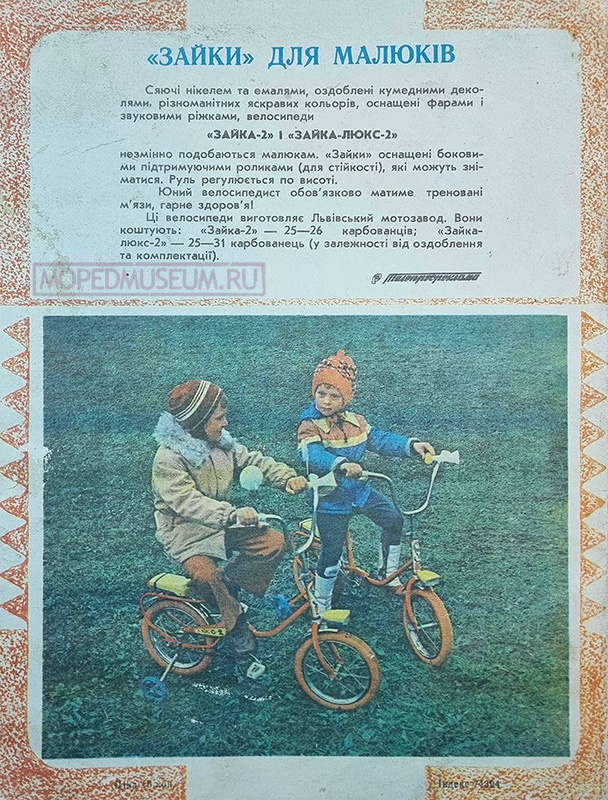 «ЗАЙКИ» ДЛЯ МАЛЮКІВ
Сяючі нікелем та емалями, оздоблені кумедними деко-
лями, різноманітних яскравих кольорів, оснащені фарами і
звуковими ріжками, велосипеди
«ЗАЙКА-2» І «ЗАЙКА-ЛЮКС-2»
незмінно подобаються малюкам. «Зайки» оснащені бокови-
ми підтримуючими роликами (для стійкості), які можуть зні-
матися. Руль регулюється по висоті.
Юний велосипедист обов'язково матиме треновані
м'язи, гарне здоров'я!
Ці велосипеди виготовляє Львівський мотозавод. Вони
коштують: «Зайка-2» — 25—26 карбованців; «Зайка-
люкс-2» — 25—31 карбованець (у залежності від оздоблення
та комплектації).
MOPEDMUSEUM.RU
Індекс